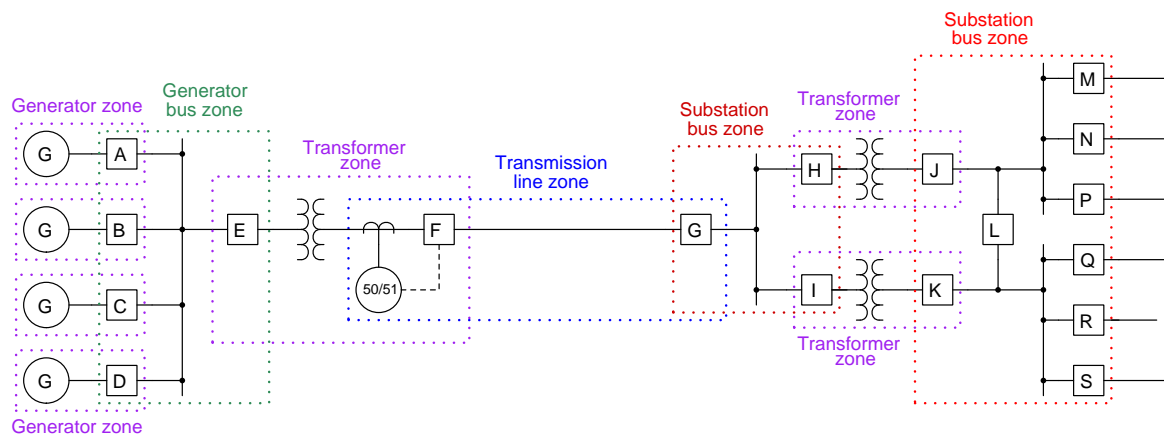 Substation
bus zone
Generator
bus zone
Generator zone
Transformer
zone
Substation
bus zone
Transformer
zone
Transmission
line zone
G
A
G
B
G
C
G
D
E
50/51
F
G
H
I
J
K
L
M
N
P
Q
R
S
Transformer
zone
Generator zone